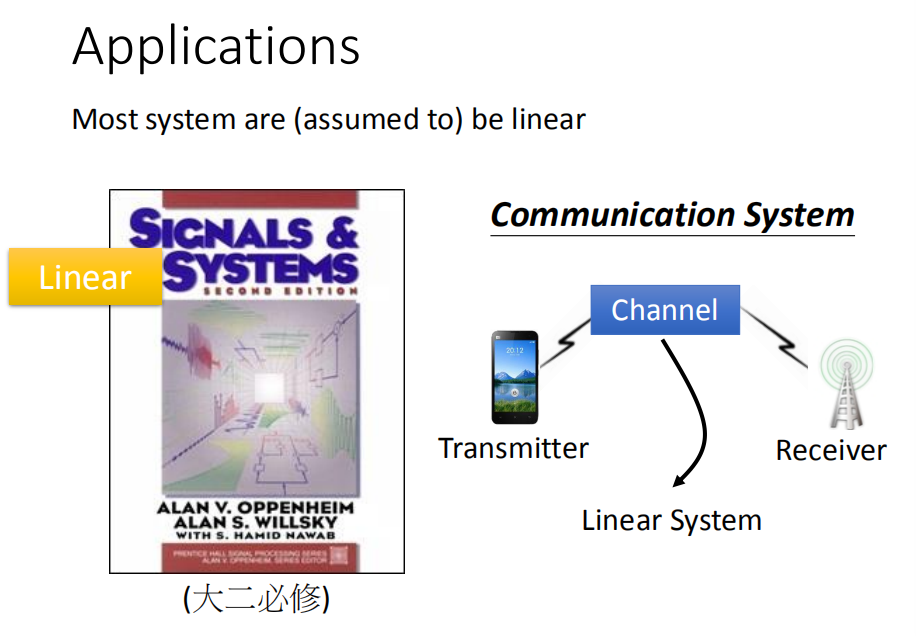 Applications
Most system are (assumed to) be linear
Linear
SIGNALS &
SYSTEMS
SECOND EDITION
ALAN V. OPPENHEIM
ALAN S. WILLSKY
WITH S. HAMID NAWAB
PRENTICE HALL SIGNAL PROCESSING SERIES
ALAN V. OPPENHEIM, SERIES EDITOR
(大二必修)
Communication System
Channel
20:12
Transmitter
Receiver
Linear System